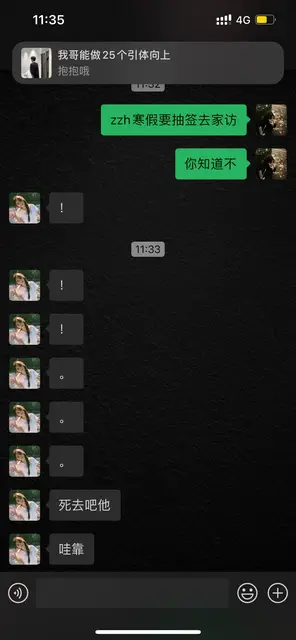 11:35
4G
我哥能做25个引体向上
抱抱哦
11:32
zzh寒假要抽签去家访
你知道不
！
11:33
！
！
。
。
。
死去吧他
哇靠